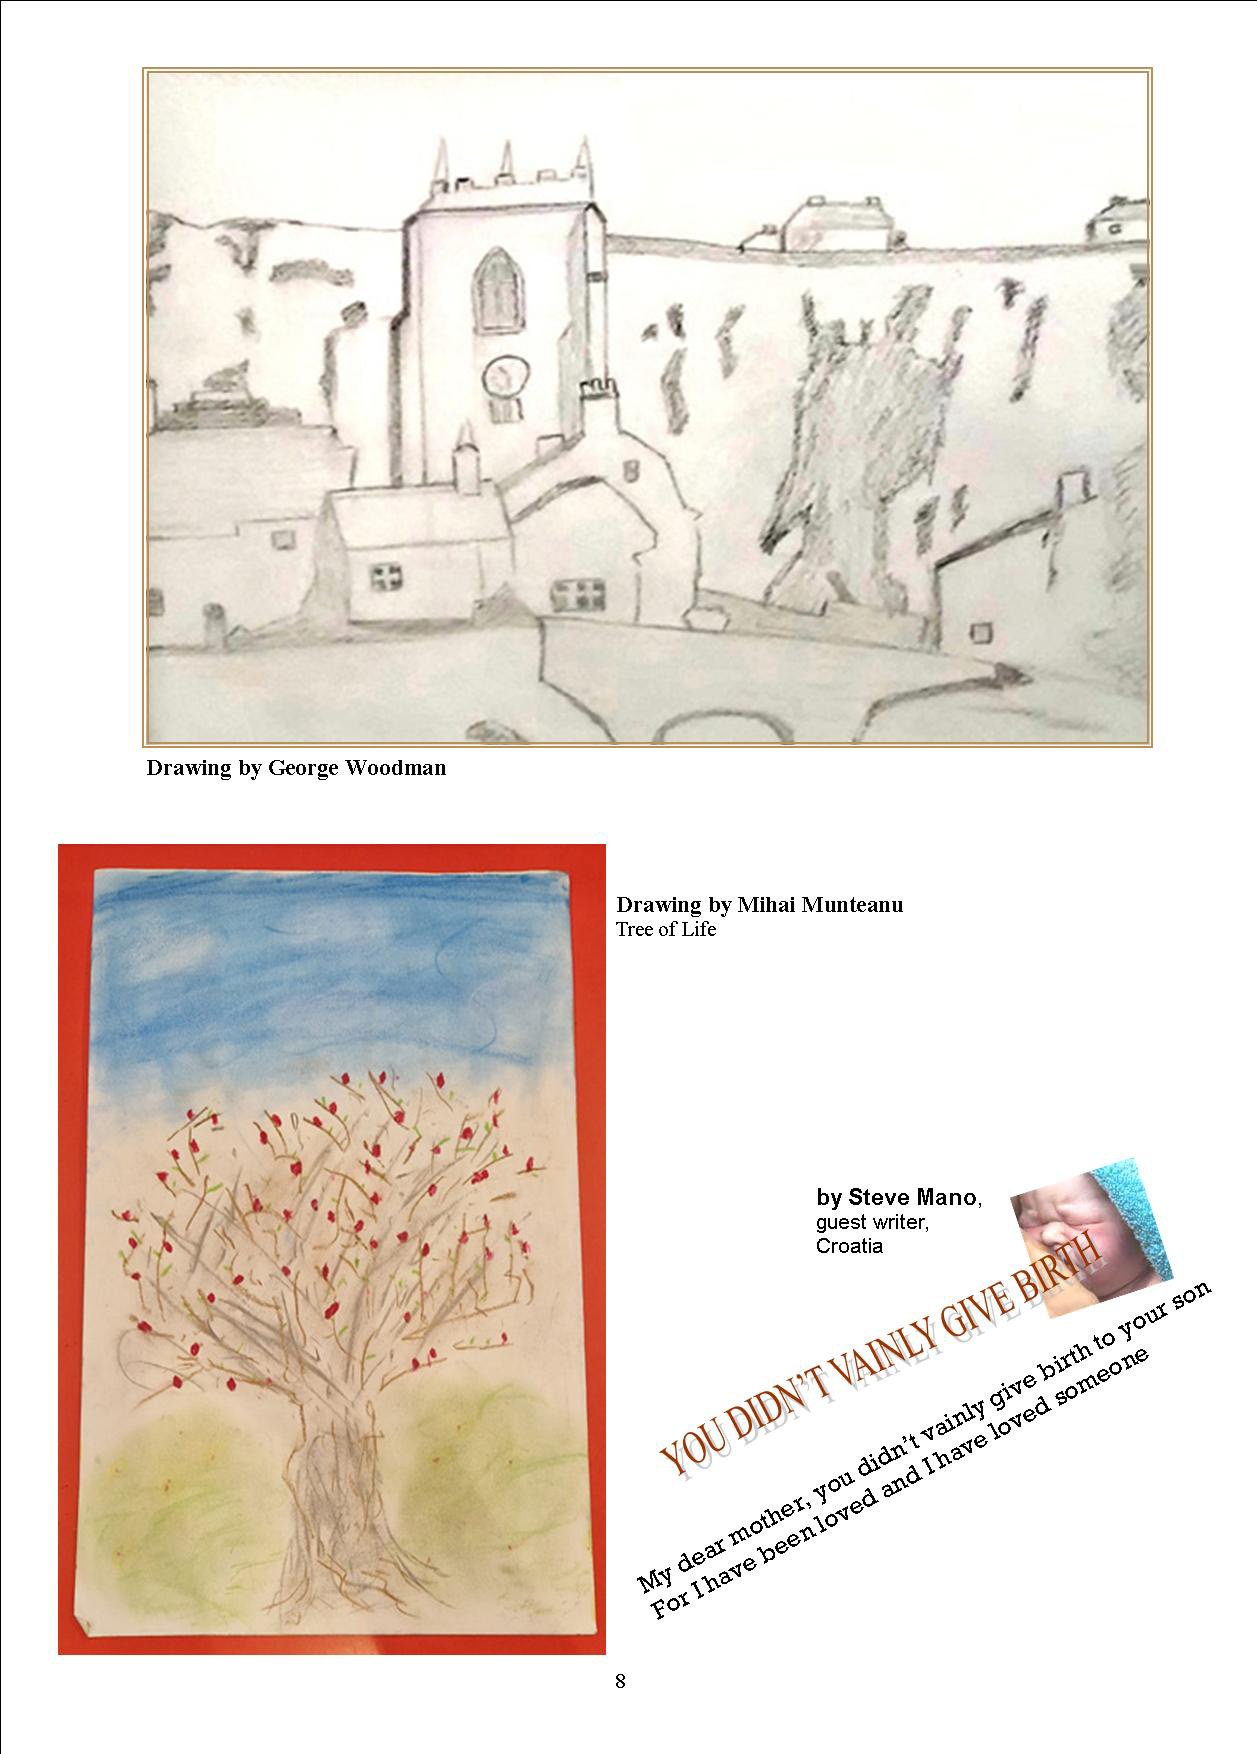 Drawing by George Woodman
Drawing by Mihai Munteanu
Tree of Life
by Steve Mano,
guest writer,
Croatia
YOU DIDN'T VAINLY GIVE BIRTH
My dear mother, you didn't vainly give birth to your son
For I have been loved and I have loved someone
8